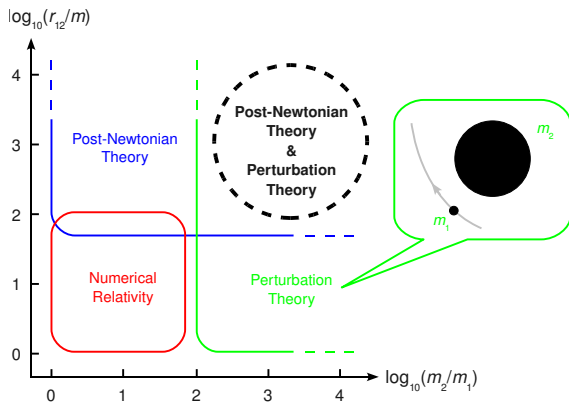 log₁₀(r₁₂/m)
4
3
2
1
0
Post-Newtonian
Theory
Post-Newtonian
Theory
&
Perturbation
Theory
Numerical
Relativity
Perturbation
Theory
m₂
m₁
0
1
2
3
4
log₁₀(m₂/m₁)